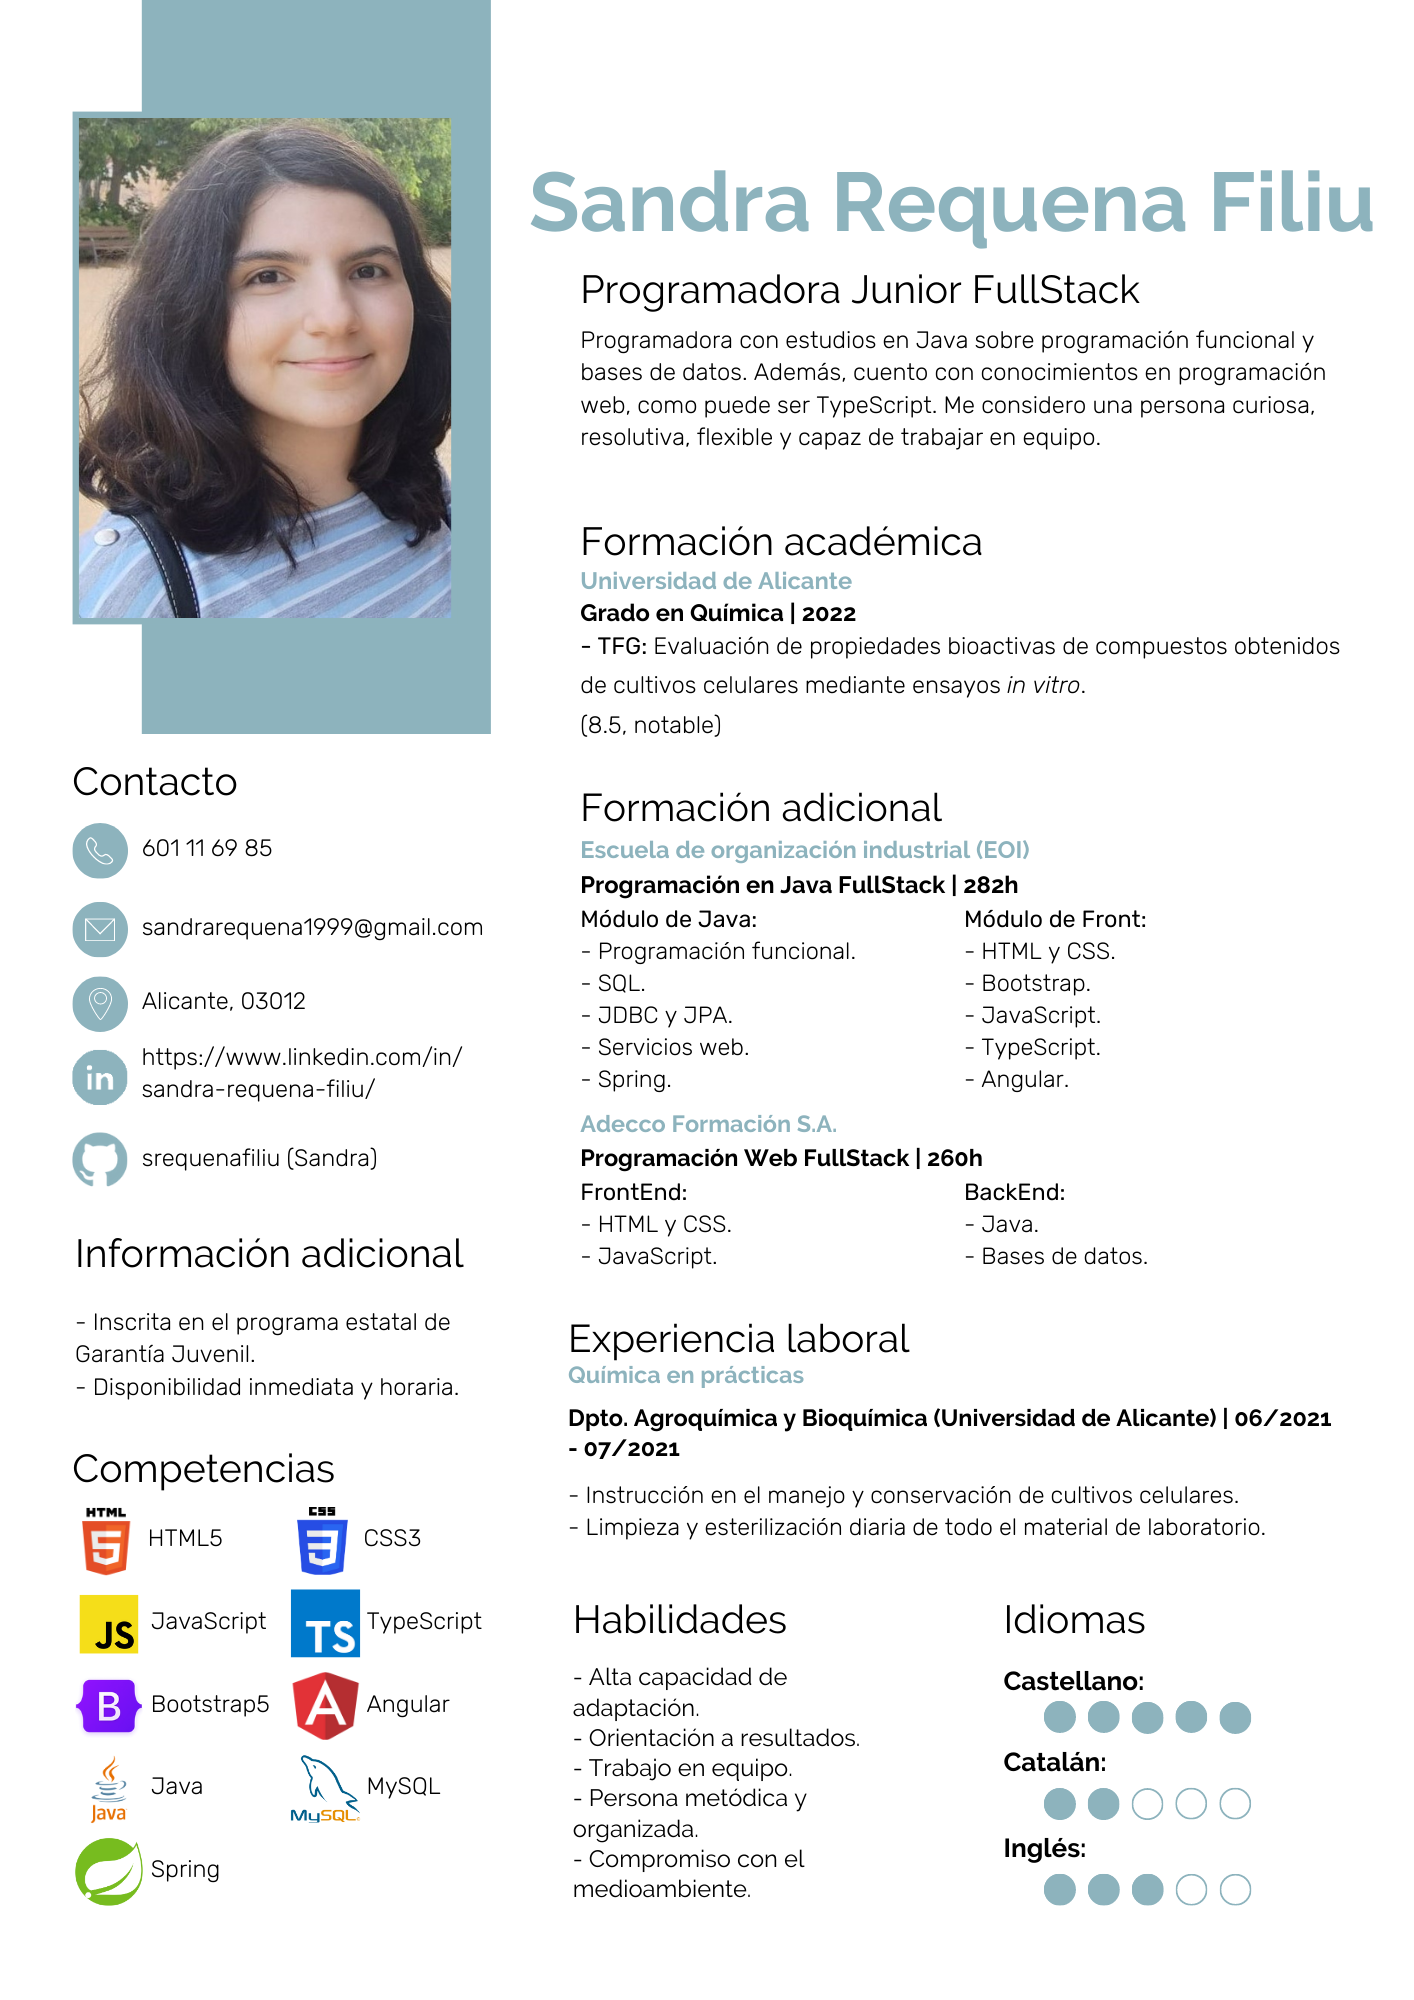 Sandra Requena Filiu
Programadora Junior FullStack
Programadora con estudios en Java sobre programación funcional y
bases de datos. Además, cuento con conocimientos en programación
web, como puede ser TypeScript. Me considero una persona curiosa,
resolutiva, flexible y capaz de trabajar en equipo.
Formación académica
Universidad de Alicante
Grado en Química | 2022
- TFG: Evaluación de propiedades bioactivas de compuestos obtenidos
de cultivos celulares mediante ensayos in vitro.
(8.5, notable)
Contacto
601 11 69 85
sandrarequena1999@gmail.com
Alicante, 03012
https://www.linkedin.com/in/
sandra-requena-filiu/
srequenafiliu (Sandra)
Información adicional
- Inscrita en el programa estatal de
Garantía Juvenil.
- Disponibilidad inmediata y horaria.
Competencias
HTML
5
HTML5
CSS
3
CSS3
JS
JavaScript
TS
TypeScript
B
Bootstrap5
A
Angular
Java
Java
MySQL
MySQL
Spring
Formación adicional
Escuela de organización industrial (EOI)
Programación en Java FullStack | 282h
Módulo de Java:
- Programación funcional.
- SQL.
- JDBC y JPA.
- Servicios web.
- Spring.
Módulo de Front:
- HTML y CSS.
- Bootstrap.
- JavaScript.
- TypeScript.
- Angular.
Adecco Formación S.A.
Programación Web FullStack | 260h
FrontEnd:
- HTML y CSS.
- JavaScript.
BackEnd:
- Java.
- Bases de datos.
Experiencia laboral
Química en prácticas
Dpto. Agroquímica y Bioquímica (Universidad de Alicante) | 06/2021
- 07/2021
- Instrucción en el manejo y conservación de cultivos celulares.
- Limpieza y esterilización diaria de todo el material de laboratorio.
Habilidades
- Alta capacidad de
adaptación.
- Orientación a resultados.
- Trabajo en equipo.
- Persona metódica y
organizada.
- Compromiso con el
medioambiente.
Idiomas
Castellano:
Catalán:
Inglés: